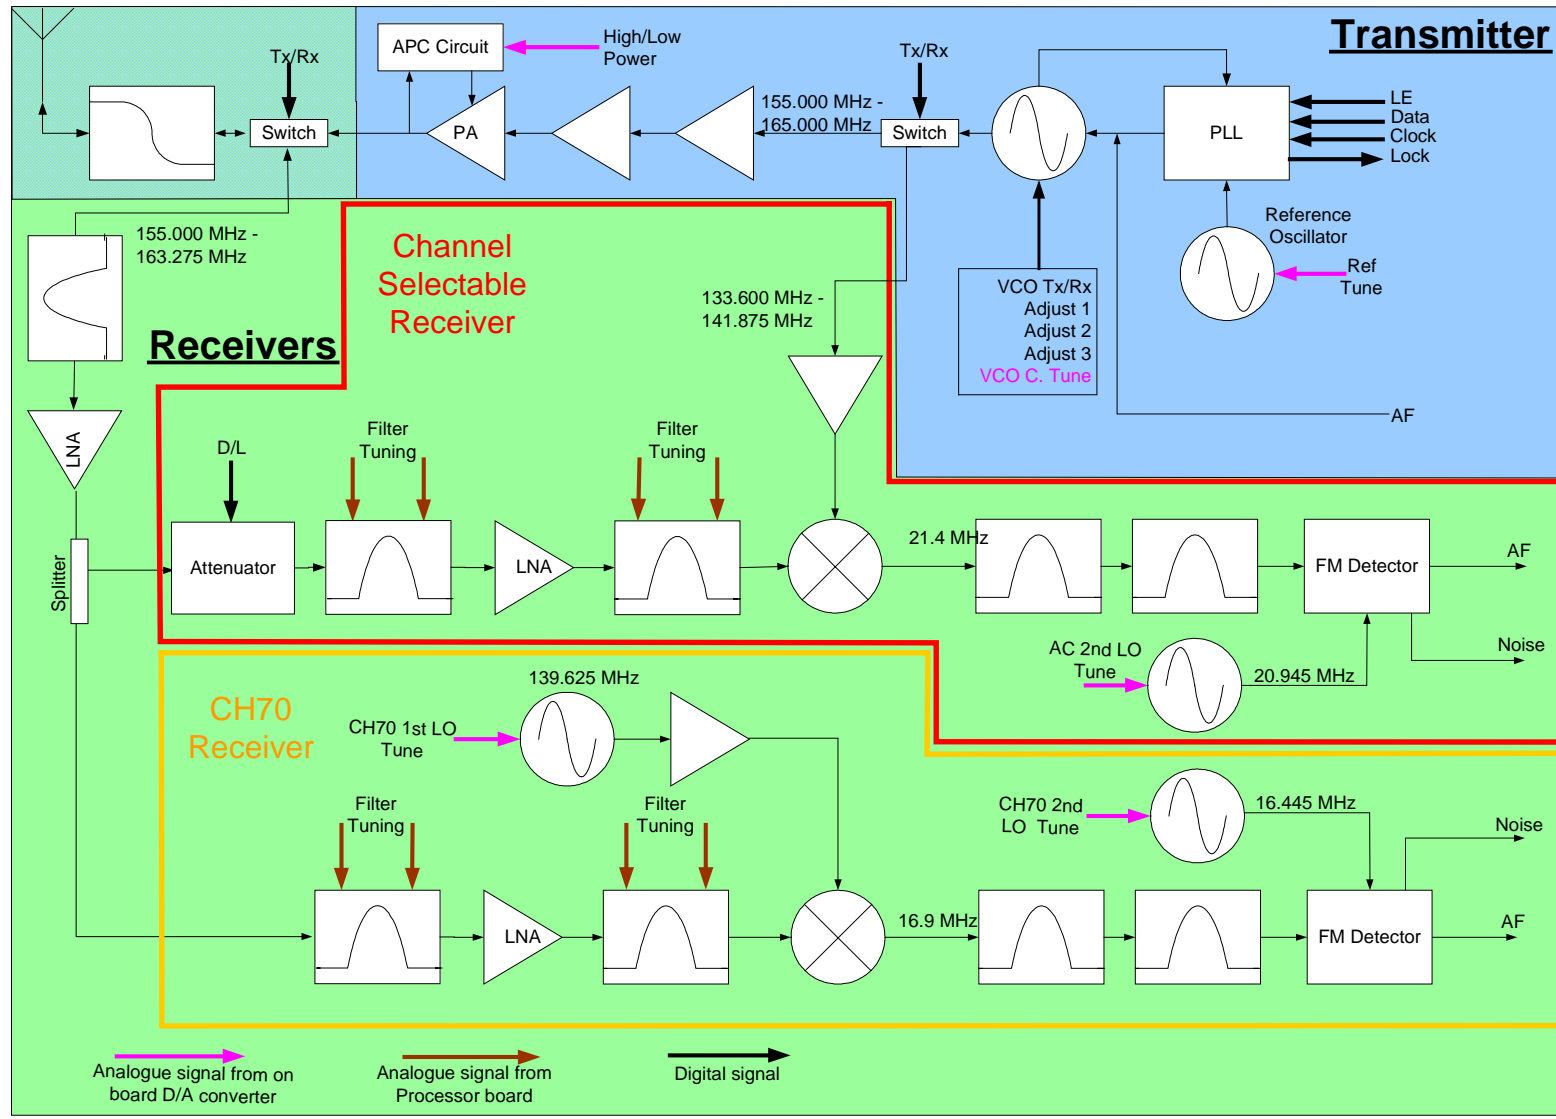 Transmitter
APC Circuit
High/Low
Power
Tx/Rx
Tx/Rx
Switch
PA
155.000 MHz -
165.000 MHz
Switch
PLL
LE
Data
Clock
Lock
Reference
Oscillator
Ref
Tune
155.000 MHz -
163.275 MHz
Channel
Selectable
Receiver
133.600 MHz -
141.875 MHz
VCO Tx/Rx
Adjust 1
Adjust 2
Adjust 3
VCO C. Tune
AF
Receivers
LNA
D/L
Filter
Tuning
Filter
Tuning
Splitter
Attenuator
LNA
21.4 MHz
FM Detector
AF
Noise
AC 2nd LO
Tune
20.945 MHz
CH70
Receiver
139.625 MHz
CH70 1st LO
Tune
Filter
Tuning
Filter
Tuning
CH70 2nd
LO Tune
16.445 MHz
Noise
LNA
16.9 MHz
FM Detector
AF
Analogue signal from on
board D/A converter
Analogue signal from
Processor board
Digital signal